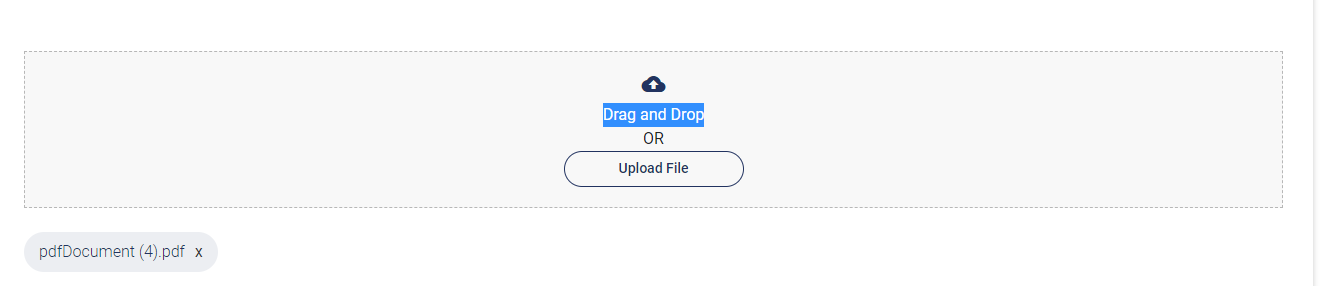 Drag and Drop
OR
Upload File
pdfDocument (4).pdf x